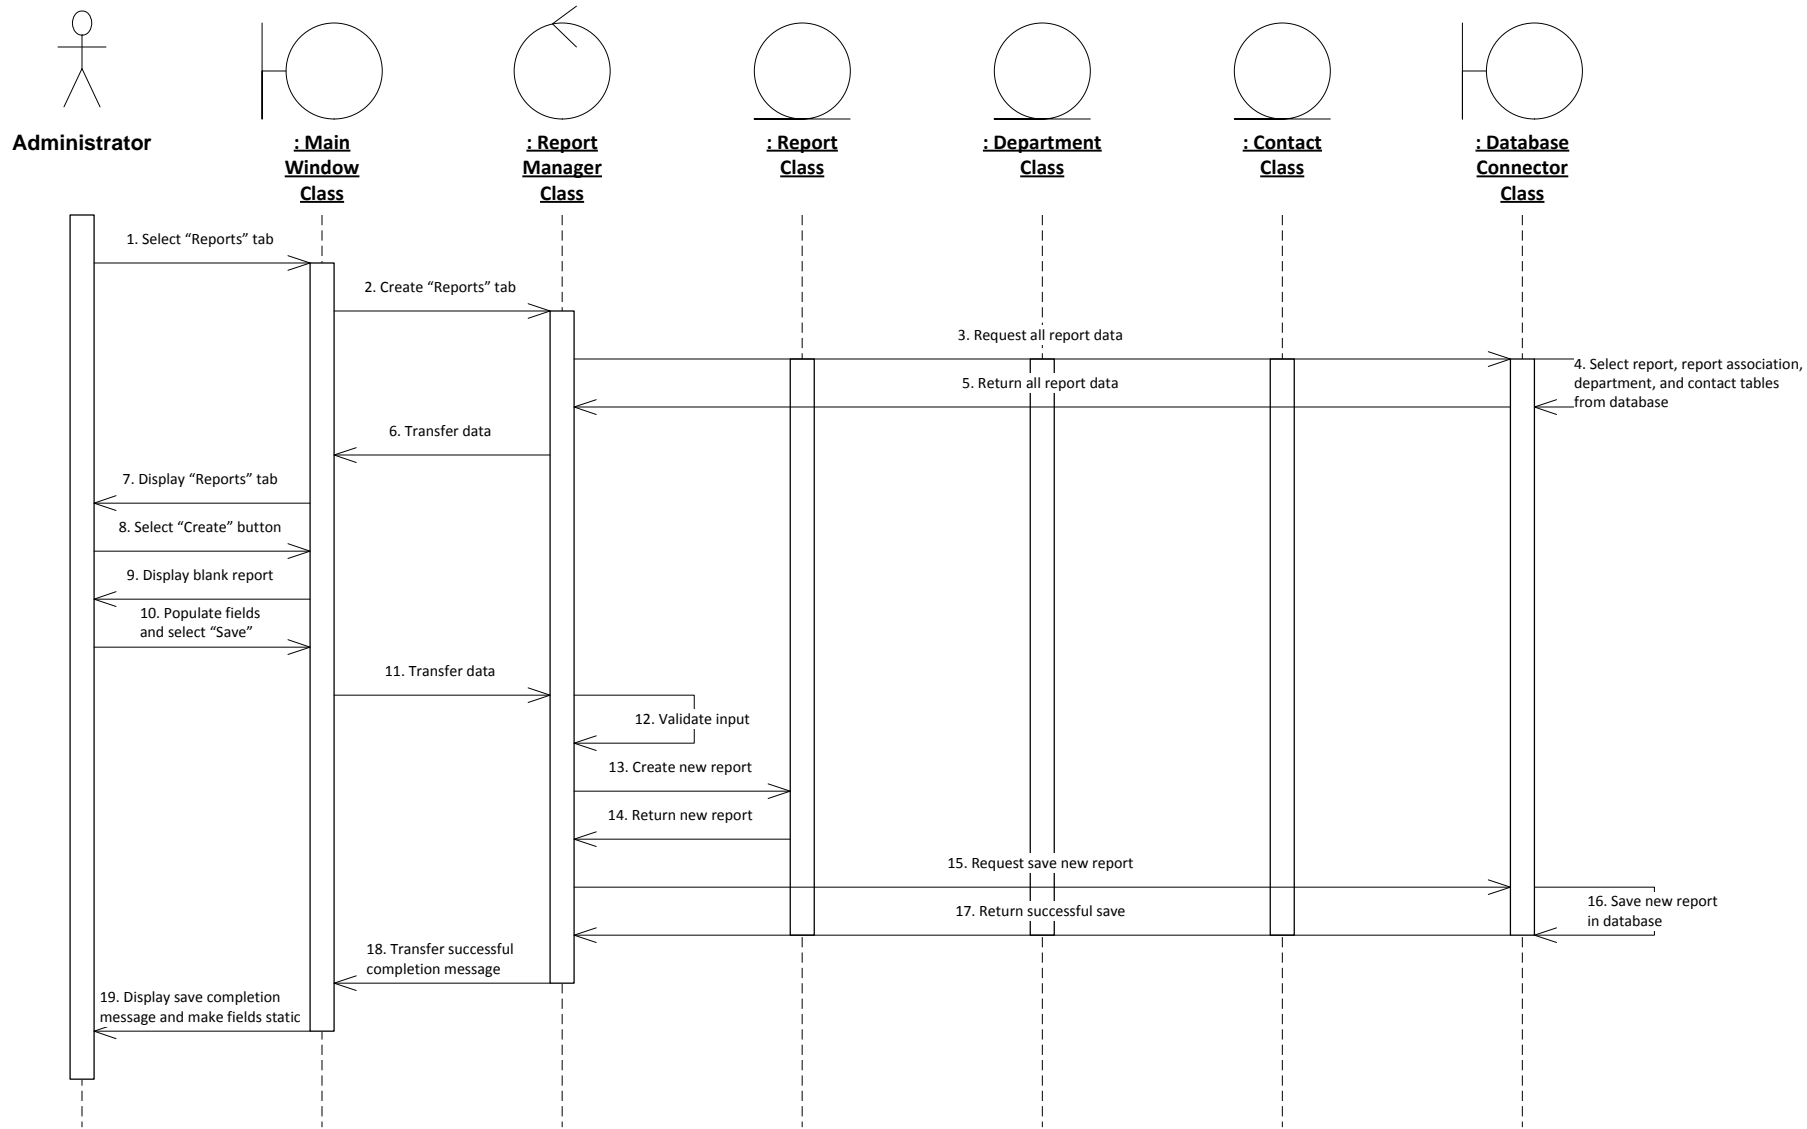 Administrator
: Main
Window
Class
: Report
Manager
Class
: Report
Class
: Department
Class
: Contact
Class
: Database
Connector
Class
1. Select “Reports” tab
2. Create “Reports” tab
3. Request all report data
4. Select report, report association,
department, and contact tables
from database
5. Return all report data
6. Transfer data
7. Display “Reports” tab
8. Select “Create” button
9. Display blank report
10. Populate fields
and select “Save”
11. Transfer data
12. Validate input
13. Create new report
14. Return new report
15. Request save new report
16. Save new report
in database
17. Return successful save
18. Transfer successful
completion message
19. Display save completion
message and make fields static